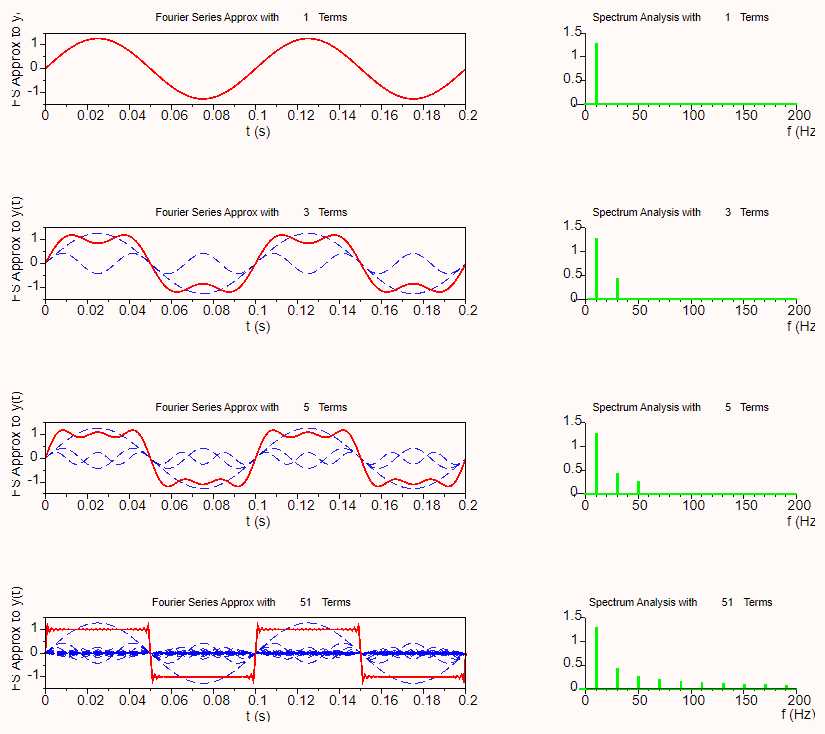 Fourier Series Approx with 1 Terms
Spectrum Analysis with 1 Terms
FS Approx to y(
1
0
-1
0 0.02 0.04 0.06 0.08 0.1 0.12 0.14 0.16 0.18 0.2
t (s)
1.5
1
0.5
0
0 50 100 150 200
f (Hz
Fourier Series Approx with 3 Terms
Spectrum Analysis with 3 Terms
FS Approx to y(t)
1
0
-1
0 0.02 0.04 0.06 0.08 0.1 0.12 0.14 0.16 0.18 0.2
t (s)
1.5
1
0.5
0
0 50 100 150 200
f (Hz
Fourier Series Approx with 5 Terms
Spectrum Analysis with 5 Terms
FS Approx to y(t)
1
0
-1
0 0.02 0.04 0.06 0.08 0.1 0.12 0.14 0.16 0.18 0.2
t (s)
1.5
1
0.5
0
0 50 100 150 200
f (Hz
Fourier Series Approx with 51 Terms
Spectrum Analysis with 51 Terms
FS Approx to y(t)
1
0
-1
0 0.02 0.04 0.06 0.08 0.1 0.12 0.14 0.16 0.18 0.2
t (s)
1.5
1
0.5
0
0 50 100 150 200
f (Hz)